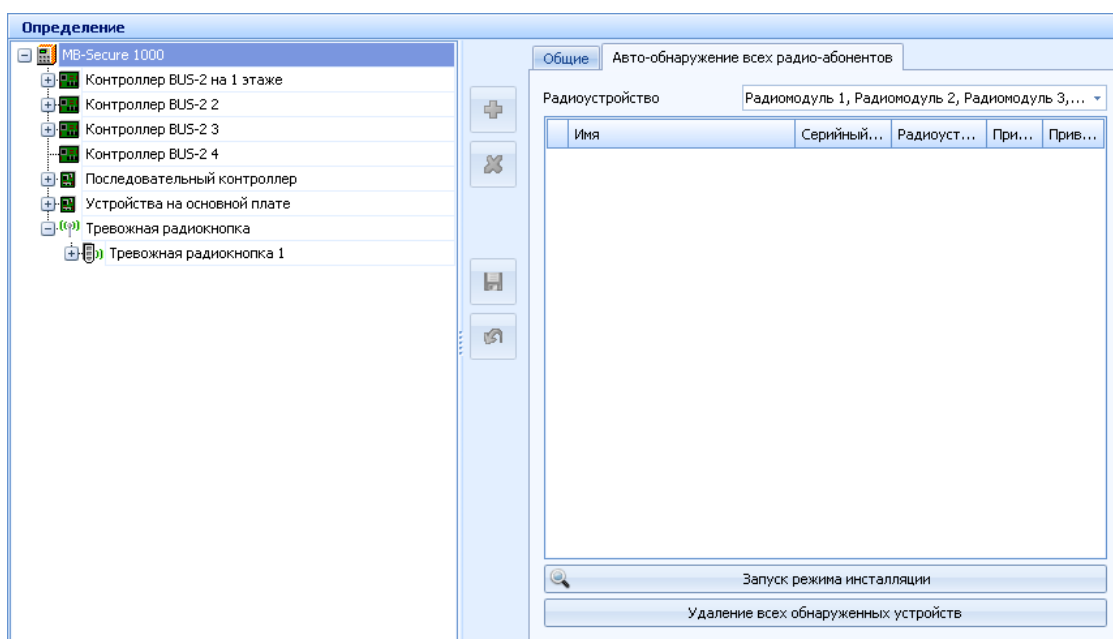 Определение
MB-Secure 1000
Контроллер BUS-2 на 1 этаже
Контроллер BUS-2 2
Контроллер BUS-2 3
Контроллер BUS-2 4
Последовательный контроллер
Устройства на основной плате
Тревожная радиокнопка
Тревожная радиокнопка 1
Общие Авто-обнаружение всех радио-абонентов
Радиоустройство Радиомодуль 1, Радиомодуль 2, Радиомодуль 3,...
Имя Серийный... Радиоуст... При... Прив...
Запуск режима инсталляции
Удаление всех обнаруженных устройств